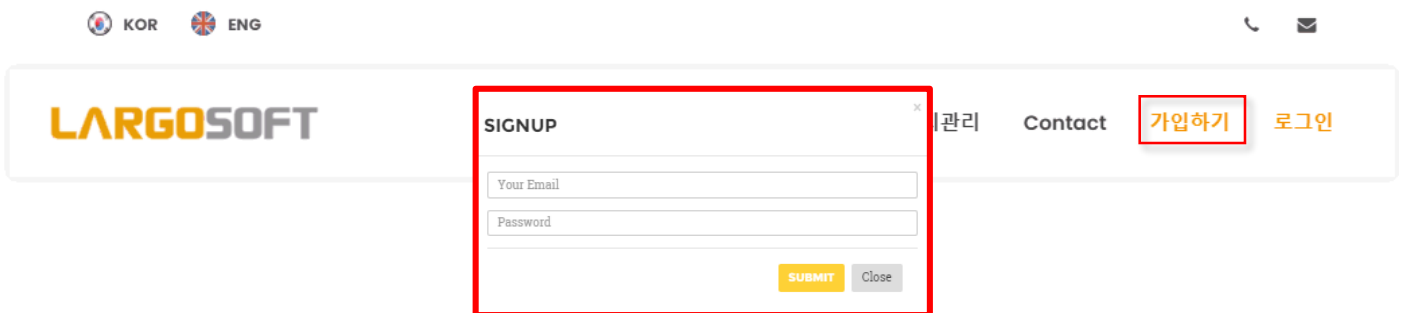 KOR ENG
LARGOSOFT
SIGNUP
×
관리 Contact 가입하기 로그인
Your Email
Password
SUBMIT Close